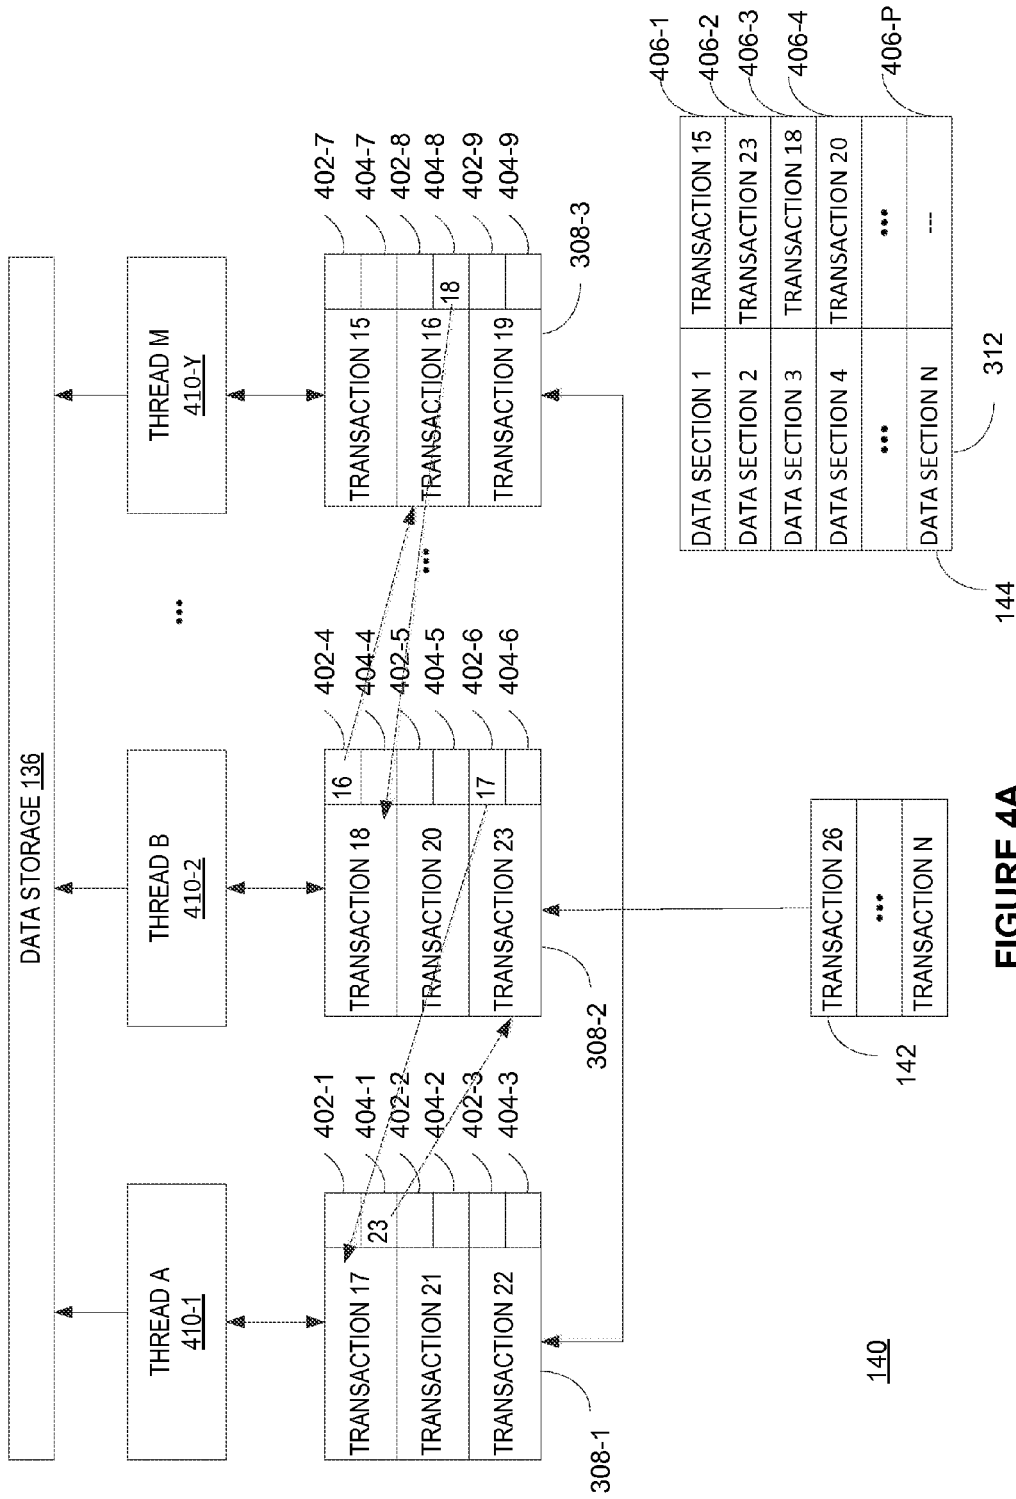 DATA STORAGE 136
THREAD A
410-1
THREAD B
410-2
***
THREAD M
410-Y
TRANSACTION 17
23
TRANSACTION 21
TRANSACTION 22
402-1
404-1
402-2
404-2
402-3
404-3
308-1
TRANSACTION 18
16
TRANSACTION 20
TRANSACTION 23
17
402-4
404-4
402-5
404-5
402-6
404-6
308-2
***
TRANSACTION 15
TRANSACTION 16
18
TRANSACTION 19
402-7
404-7
402-8
404-8
402-9
404-9
308-3
140
142
TRANSACTION 26
***
TRANSACTION N
DATA SECTION 1 TRANSACTION 15 406-1
DATA SECTION 2 TRANSACTION 23 406-2
DATA SECTION 3 TRANSACTION 18 406-3
DATA SECTION 4 TRANSACTION 20 406-4
*** ***
DATA SECTION N --- 406-P
144
312
FIGURE 4A